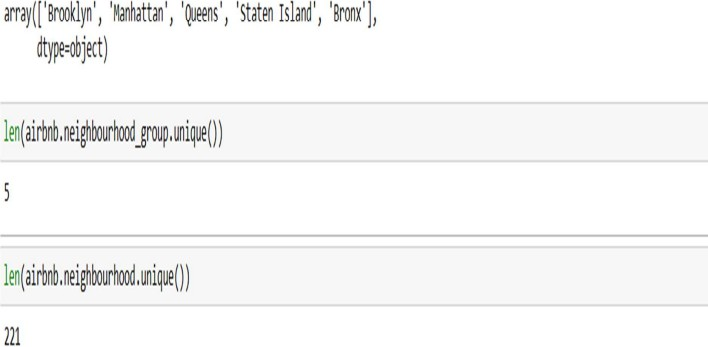 array(['Brooklyn', 'Manhattan', 'Queens', 'Staten Island', 'Bronx'],
dtype=object)
len(airbnb.neighbourhood_group.unique())
5
len(airbnb.neighbourhood.unique())
221